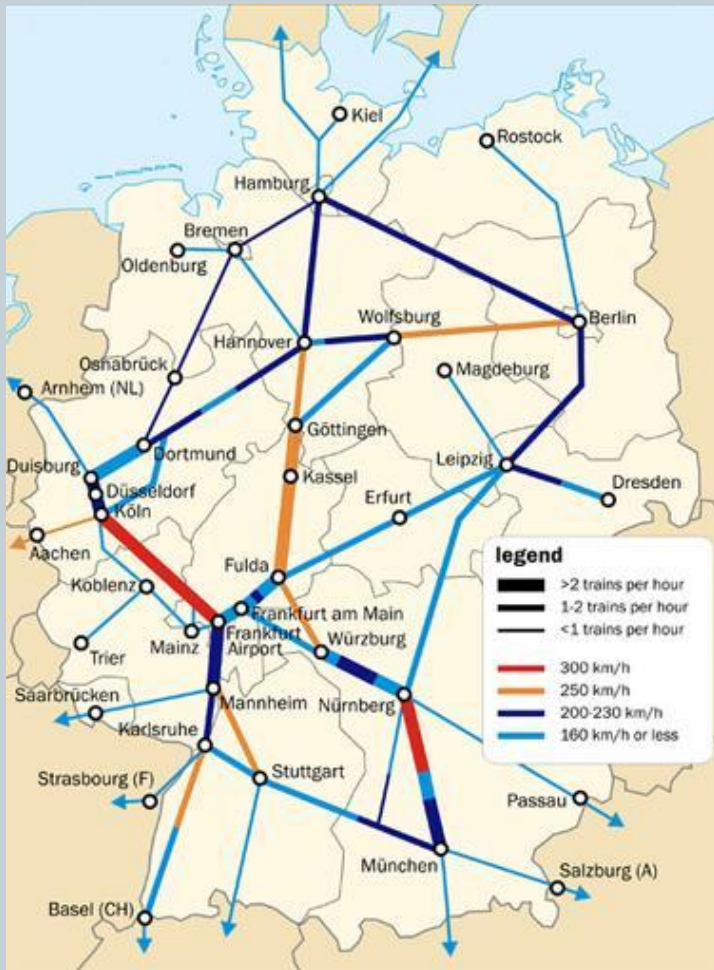 Kiel
Rostock
Hamburg
Bremen
Oldenburg
Hannover
Wolfsburg
Berlin
Osnabrück
Magdeburg
Arnhem (NL)
Göttingen
Dortmund
Leipzig
Duisburg
Düsseldorf
Kassel
Dresden
Köln
Erfurt
Aachen
Fulda
Koblenz
Frankfurt am Main
Mainz
Frankfurt
Airport
Würzburg
Trier
Saarbrücken
Mannheim
Nürnberg
Karlsruhe
Strasbourg (F)
Stuttgart
Passau
München
Salzburg (A)
Basel (CH)
legend
>2 trains per hour
1-2 trains per hour
<1 trains per hour
300 km/h
250 km/h
200-230 km/h
160 km/h or less